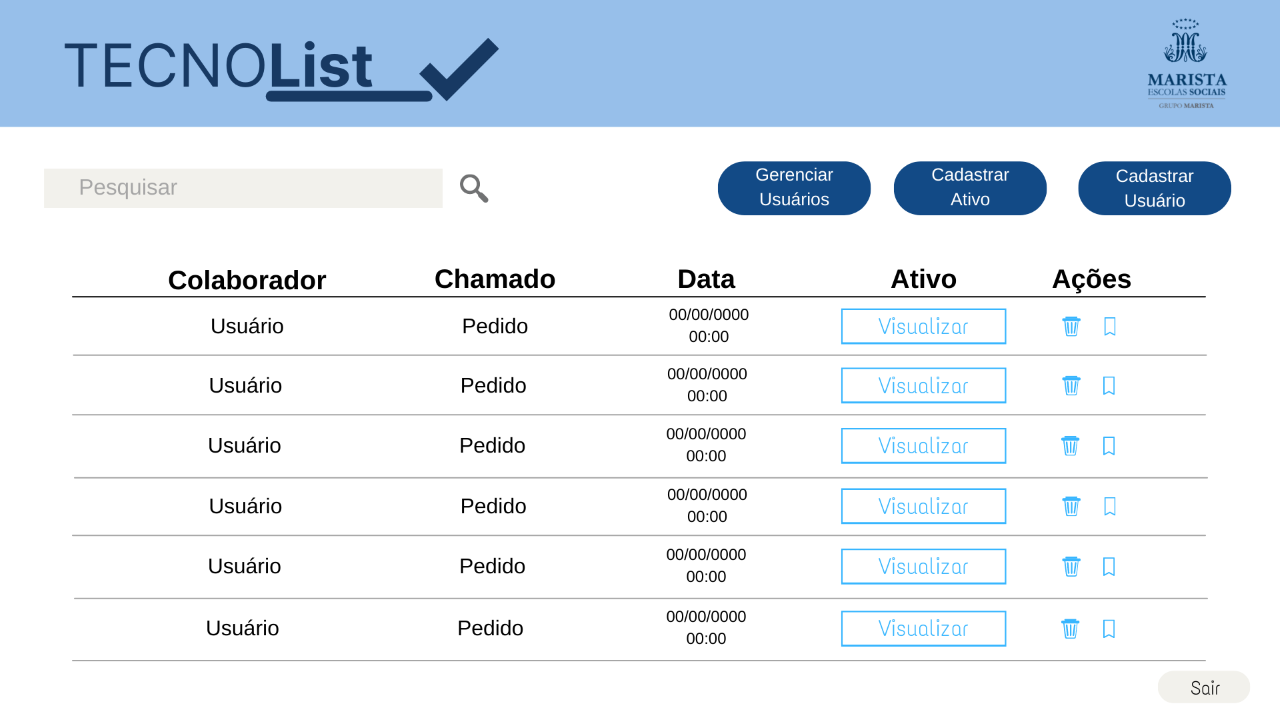 TECNOList
MARISTA
ESCOLAS SOCIAIS
GRUPO MARISTA
Pesquisar
Gerenciar
Usuários
Cadastrar
Ativo
Cadastrar
Usuário
Colaborador Chamado Data Ativo Ações
Usuário Pedido 00/00/0000 00:00 Visualizar
Usuário Pedido 00/00/0000 00:00 Visualizar
Usuário Pedido 00/00/0000 00:00 Visualizar
Usuário Pedido 00/00/0000 00:00 Visualizar
Usuário Pedido 00/00/0000 00:00 Visualizar
Usuário Pedido 00/00/0000 00:00 Visualizar
Sair